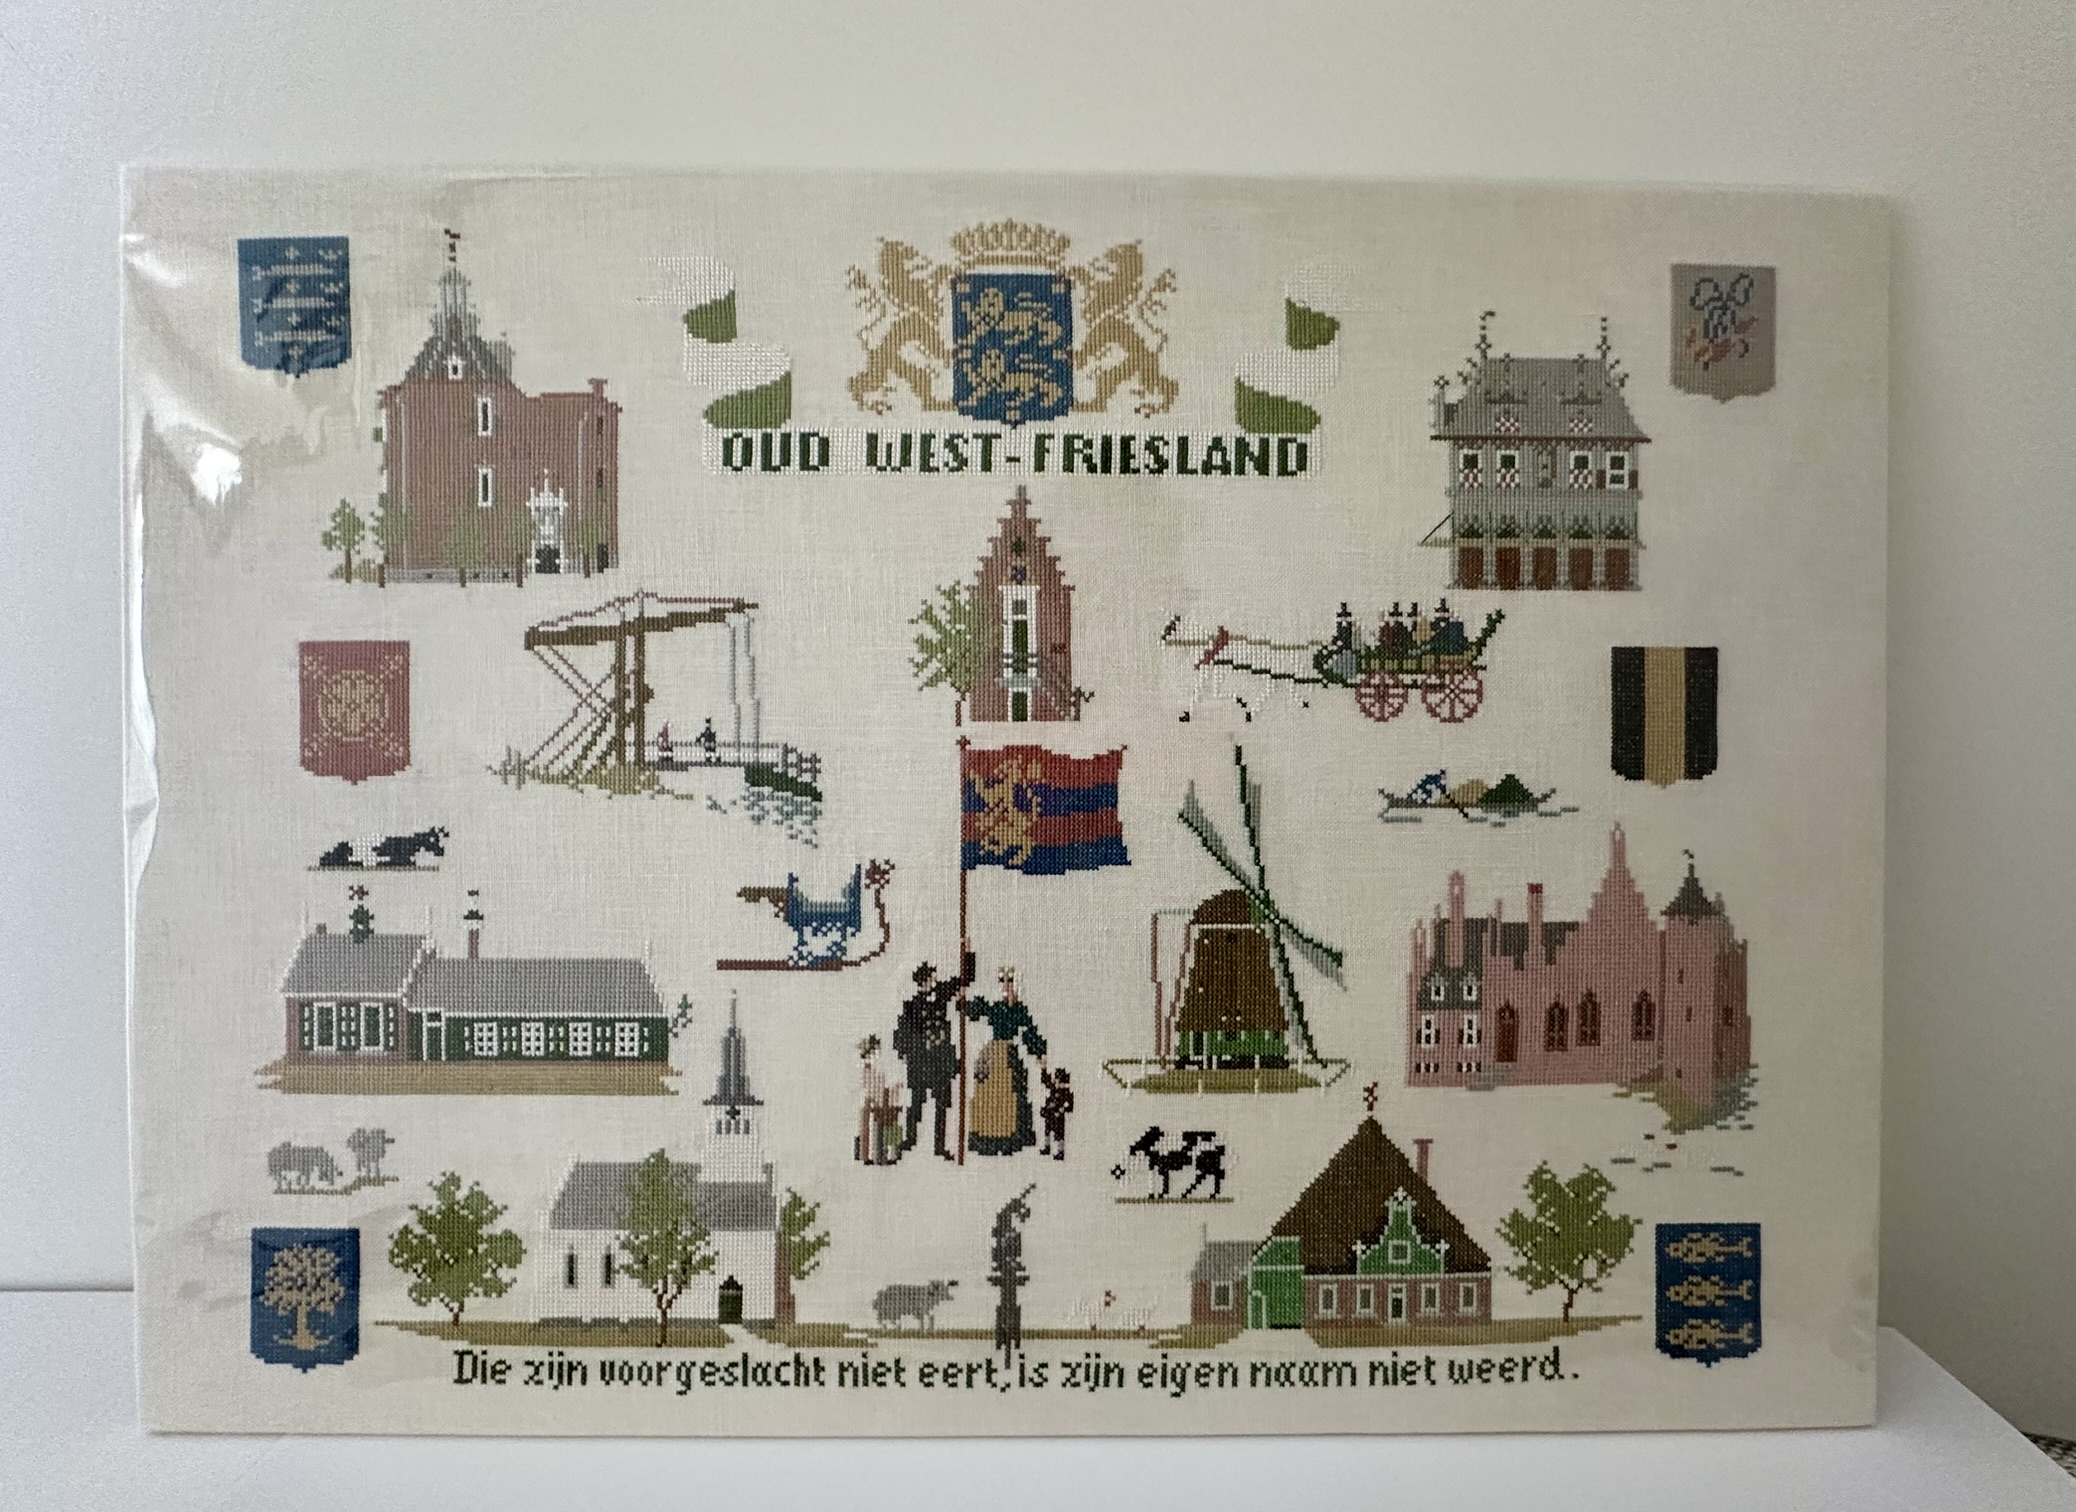 OUD WEST-FRIESLAND
Die zijn voorgeslacht niet eert, is zijn eigen naam niet weerd.